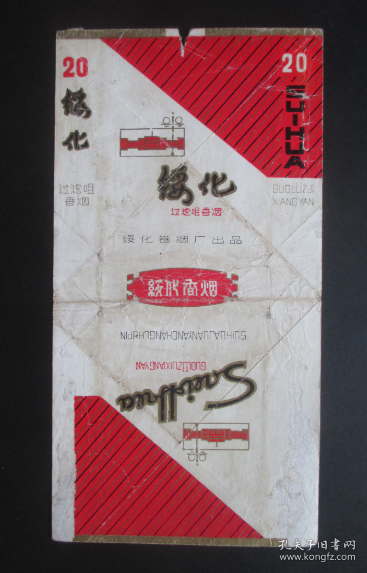 20
绥化
过滤咀
香烟
20
SUIHUA
GUOLUZUI
XIANGYAN
绥化
过滤咀香烟
绥化卷烟厂出品
绥化香烟
SUIHUAJUANYANCHANGCHUPIN
GUOLÜZUIXIANGYAN
孔夫子旧书网
www.kongfz.com